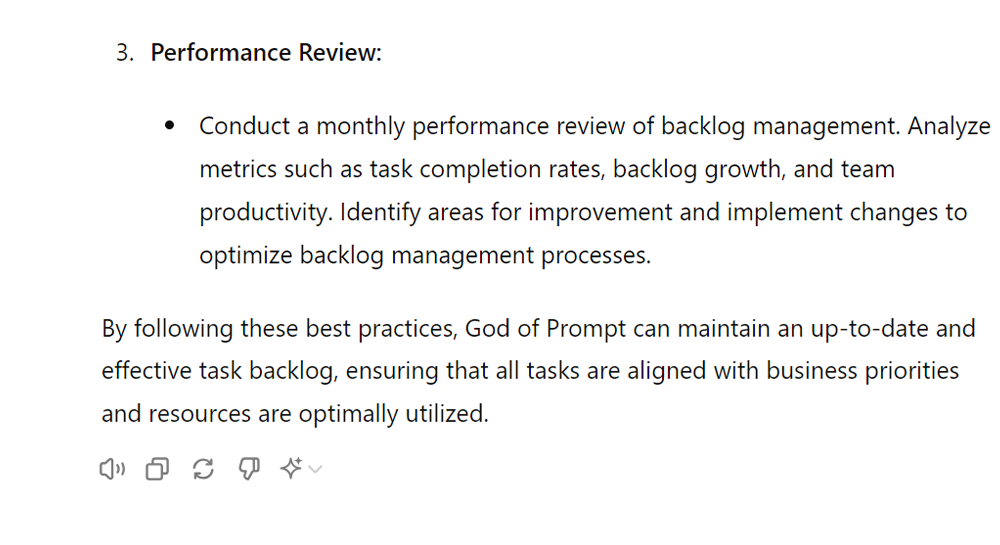 3. Performance Review:
• Conduct a monthly performance review of backlog management. Analyze
metrics such as task completion rates, backlog growth, and team
productivity. Identify areas for improvement and implement changes to
optimize backlog management processes.
By following these best practices, God of Prompt can maintain an up-to-date and
effective task backlog, ensuring that all tasks are aligned with business priorities
and resources are optimally utilized.